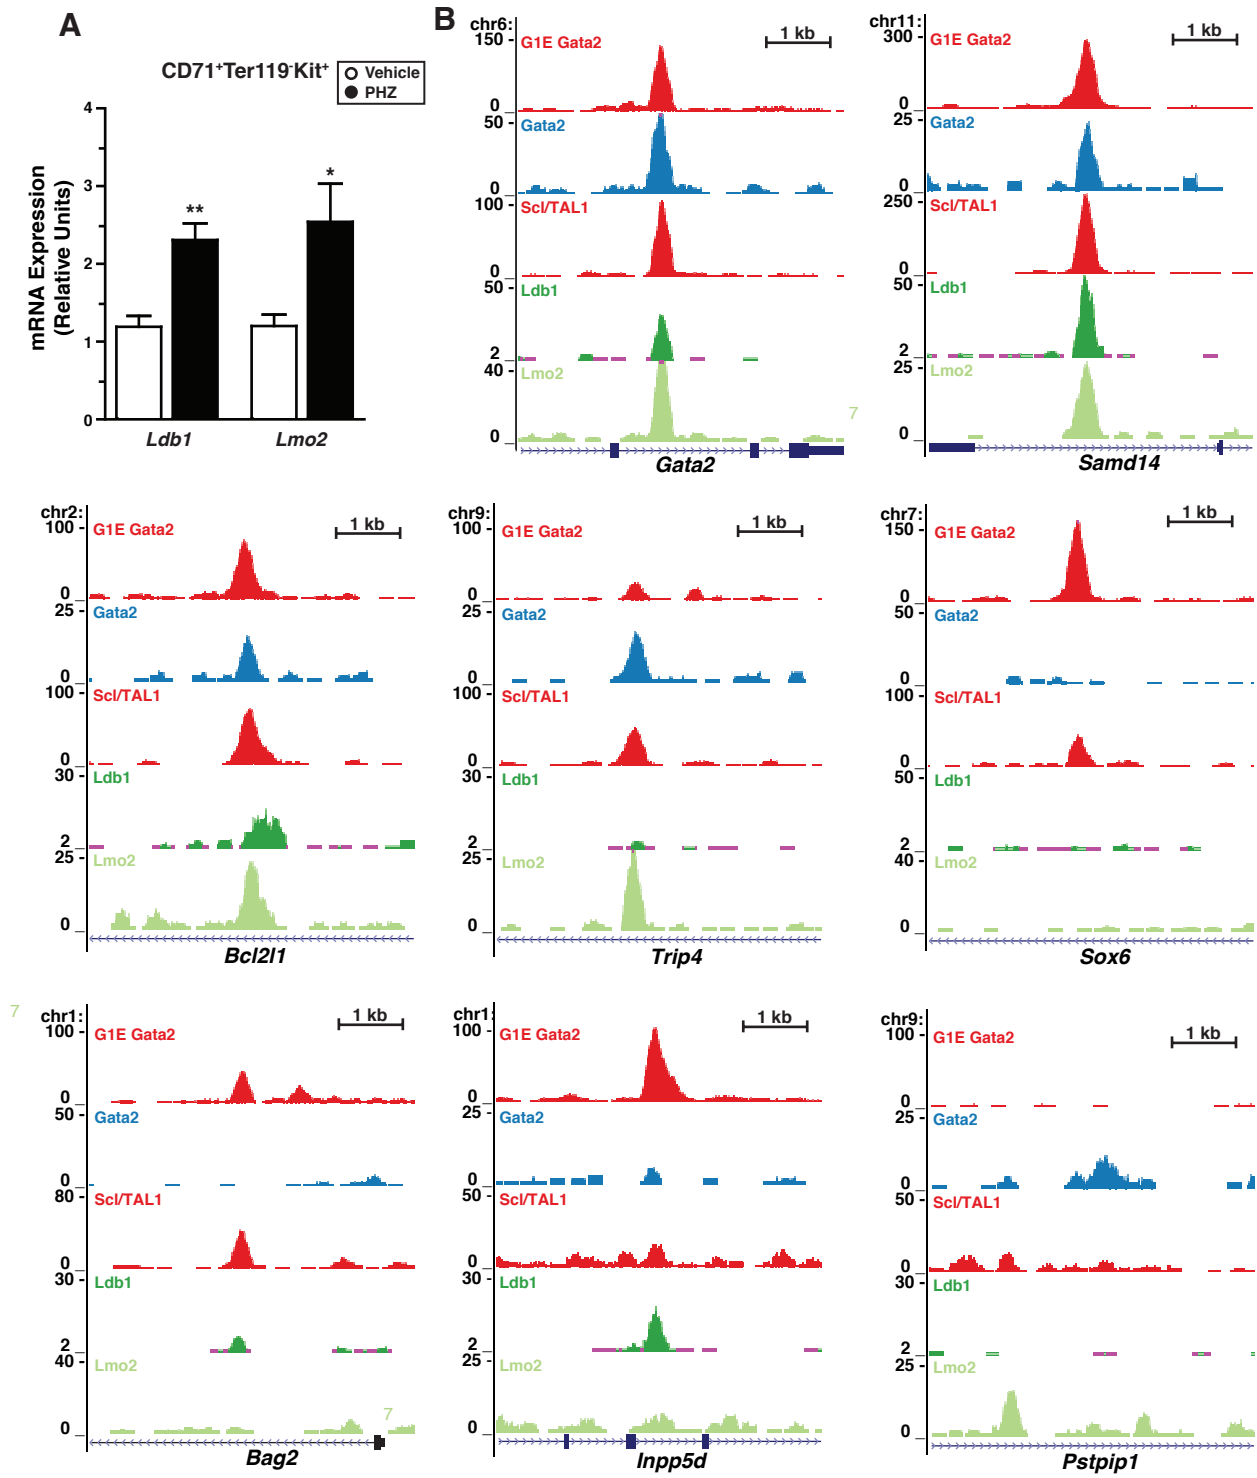 A
CD71+Ter119-Kit+
Vehicle
PHZ
mRNA Expression
(Relative Units)
4
3
2
1
0
**
*
Ldb1
Lmo2
B
chr6:
1 kb
150
G1E Gata2
0
50
Gata2
0
100
Scl/TAL1
0
50
Ldb1
2
40
Lmo2
0
7
Gata2
chr11:
1 kb
300
G1E Gata2
0
25
Gata2
0
250
Scl/TAL1
0
50
Ldb1
2
25
Lmo2
0
Samd14
chr2:
1 kb
100
G1E Gata2
0
25
Gata2
0
100
Scl/TAL1
0
30
Ldb1
2
25
Lmo2
0
Bcl2l1
chr9:
1 kb
100
G1E Gata2
0
25
Gata2
0
100
Scl/TAL1
0
30
Ldb1
2
25
Lmo2
0
Trip4
chr7:
1 kb
150
G1E Gata2
0
50
Gata2
0
100
Scl/TAL1
0
50
Ldb1
2
40
Lmo2
0
Sox6
7
chr1:
1 kb
100
G1E Gata2
0
50
Gata2
0
80
Scl/TAL1
0
30
Ldb1
2
40
Lmo2
7
0
Bag2
chr1:
1 kb
100
G1E Gata2
0
25
Gata2
0
50
Scl/TAL1
0
30
Ldb1
2
25
Lmo2
0
Inpp5d
chr9:
1 kb
100
G1E Gata2
0
25
Gata2
0
50
Scl/TAL1
0
30
Ldb1
2
25
Lmo2
0
Pstpip1